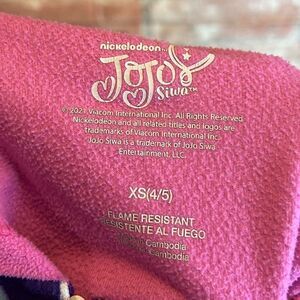 nickelodeon
JoJo
Siwa™
© 2021 Viacom International Inc. All Rights Reserved.
Nickelodeon and all related titles and logos are
trademarks of Viacom International Inc.
JoJo Siwa is a trademark of JoJo Siwa
Entertainment, LLC.
XS(4/5)
FLAME RESISTANT
RESISTENTE AL FUEGO
Cambodia
Cambodia